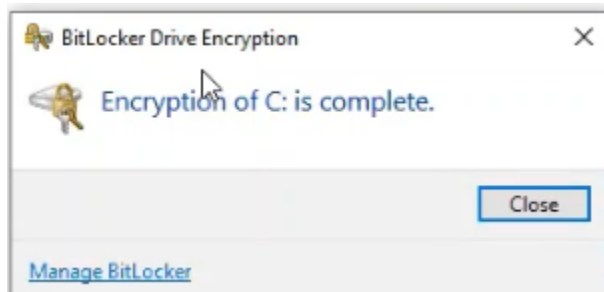 BitLocker Drive Encryption
Encryption of C: is complete.
Close
Manage BitLocker